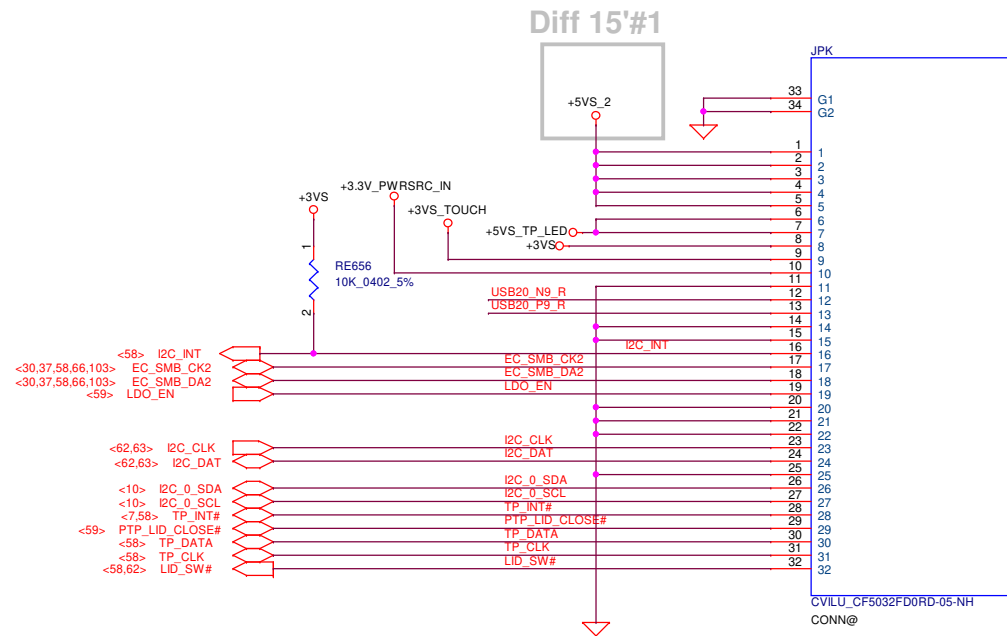 Diff 15'#1
JPK
+5VS_2
33 G1
34 G2
1 1
2 2
3 3
4 4
5 5
+3.3V_PWRSRC_IN
+3VS
+3VS_TOUCH
6 6
+5VS_TP_LED 7 7
+3VS 8 8
9 9
1
RE656
10K_0402_5%
2
10 10
11 11
USB20_N9_R 12 12
USB20_P9_R 13 13
14 14
15 15
<58> I2C_INT I2C_INT 16 16
<30,37,58,66,103> EC_SMB_CK2 EC_SMB_CK2 17 17
<30,37,58,66,103> EC_SMB_DA2 EC_SMB_DA2 18 18
<59> LDO_EN LDO_EN 19 19
20 20
21 21
22 22
<62,63> I2C_CLK I2C_CLK 23 23
<62,63> I2C_DAT I2C_DAT 24 24
25 25
<10> I2C_0_SDA I2C_0_SDA 26 26
<10> I2C_0_SCL I2C_0_SCL 27 27
<7,58> TP_INT# TP_INT# 28 28
<59> PTP_LID_CLOSE# PTP_LID_CLOSE# 29 29
<58> TP_DATA TP_DATA 30 30
<58> TP_CLK TP_CLK 31 31
<58,62> LID_SW# LID_SW# 32 32
CVILU_CF5032FD0RD-05-NH
CONN@